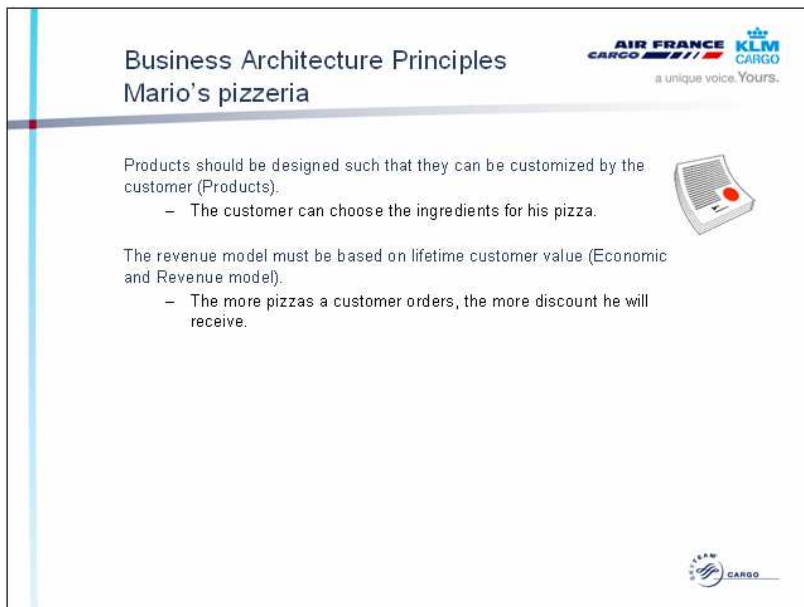 Business Architecture Principles
Mario's pizzeria
AIR FRANCE
CARGO
KLM
CARGO
a unique voice. Yours.
Products should be designed such that they can be customized by the
customer (Products).
– The customer can choose the ingredients for his pizza.
The revenue model must be based on lifetime customer value (Economic
and Revenue model).
– The more pizzas a customer orders, the more discount he will
receive.
SKYTEAM
CARGO